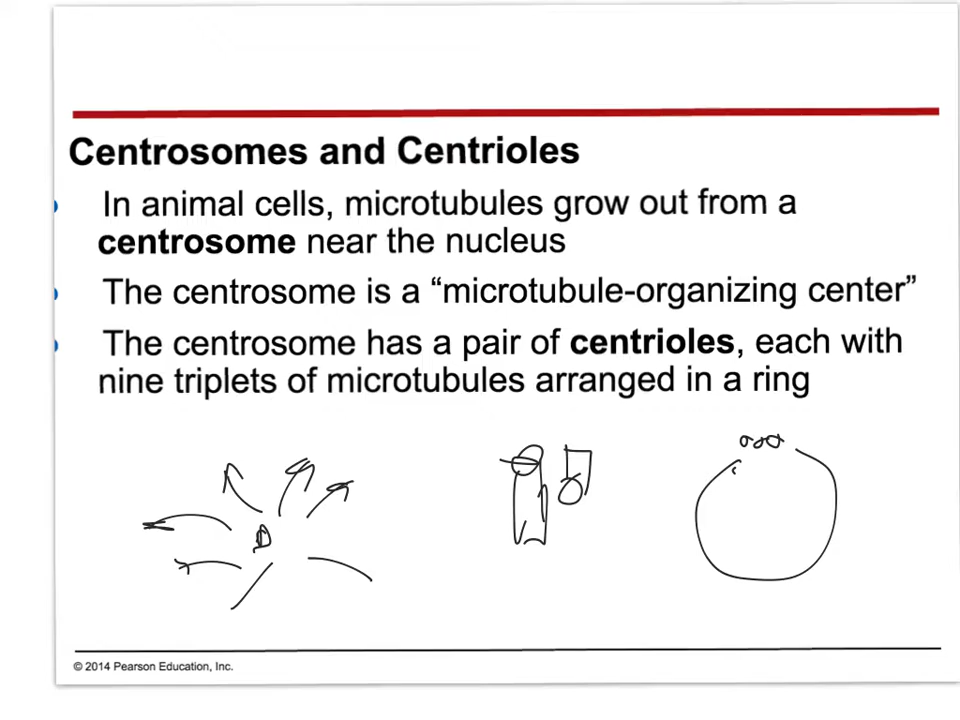 Centrosomes and Centrioles
In animal cells, microtubules grow out from a
centrosome near the nucleus
The centrosome is a “microtubule-organizing center”
The centrosome has a pair of centrioles, each with
nine triplets of microtubules arranged in a ring
© 2014 Pearson Education, Inc.